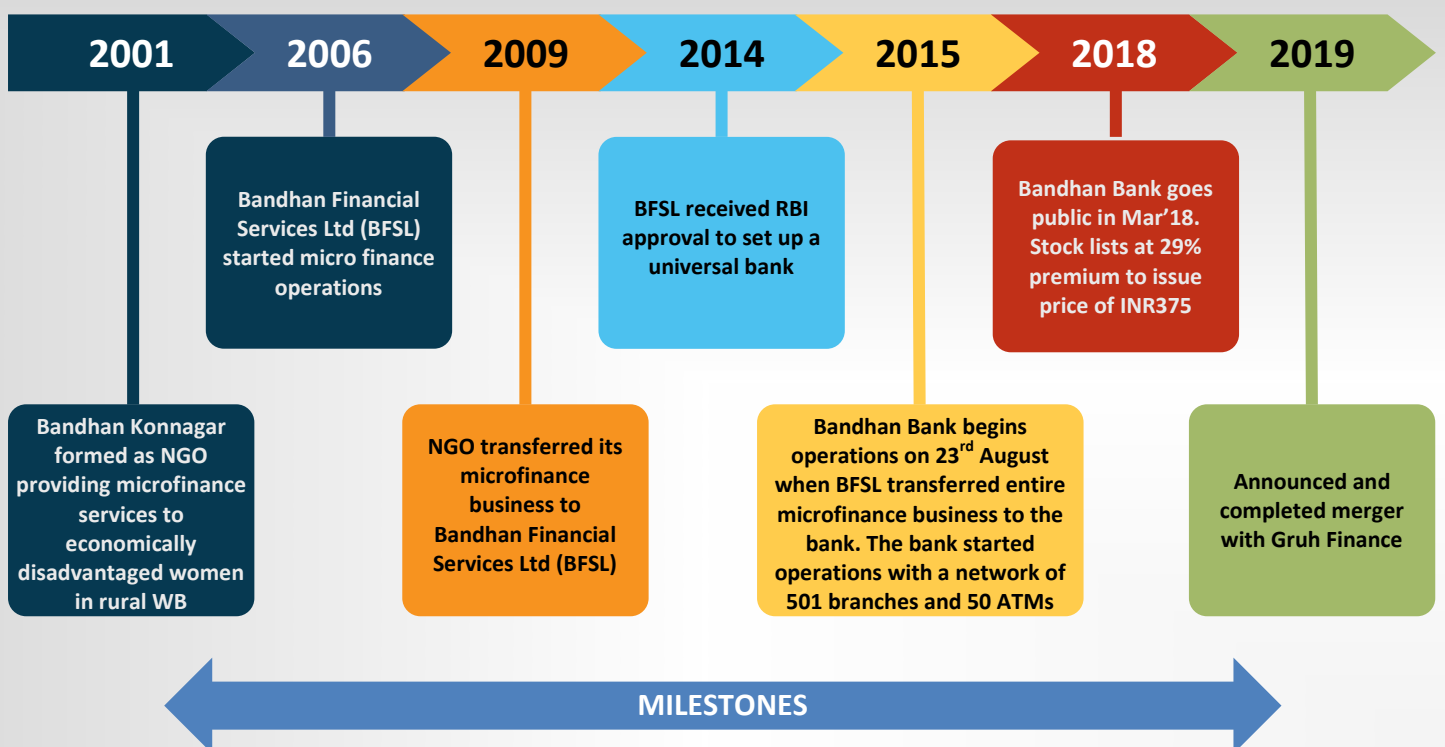 2001
2006
2009
2014
2015
2018
2019
Bandhan Financial
Services Ltd (BFSL)
started micro finance
operations
BFSL received RBI
approval to set up a
universal bank
Bandhan Bank goes
public in Mar’18.
Stock lists at 29%
premium to issue
price of INR375
Bandhan Konnagar
formed as NGO
providing microfinance
services to
economically
disadvantaged women
in rural WB
NGO transferred its
microfinance
business to
Bandhan Financial
Services Ltd (BFSL)
Bandhan Bank begins
operations on 23rd August
when BFSL transferred entire
microfinance business to the
bank. The bank started
operations with a network of
501 branches and 50 ATMs
Announced and
completed merger
with Gruh Finance
MILESTONES